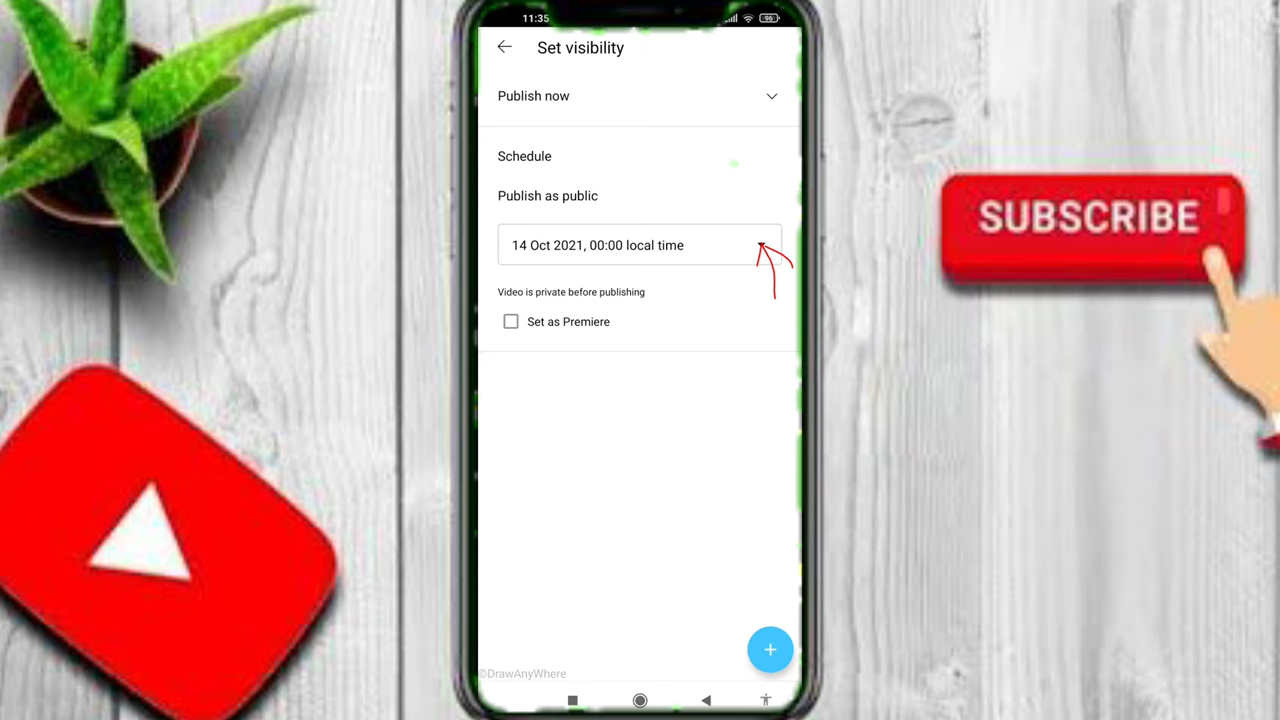 11:35
96
Set visibility
Publish now
Schedule
Publish as public
14 Oct 2021, 00:00 local time
Video is private before publishing
Set as Premiere
©DrawAnyWhere
SUBSCRIBE